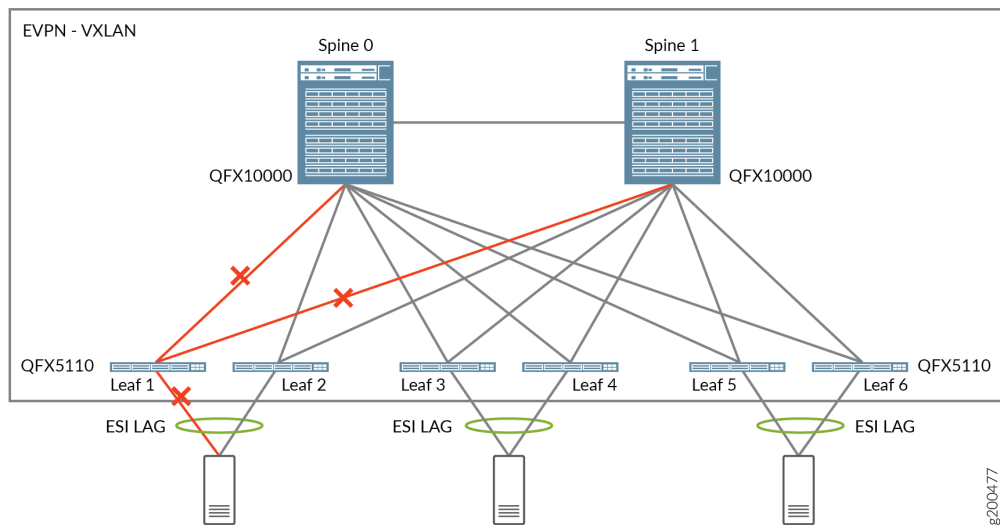 EVPN - VXLAN
Spine 0
Spine 1
QFX10000
QFX10000
QFX5110
Leaf 1
Leaf 2
Leaf 3
Leaf 4
Leaf 5
Leaf 6
QFX5110
ESI LAG
ESI LAG
ESI LAG
g200477